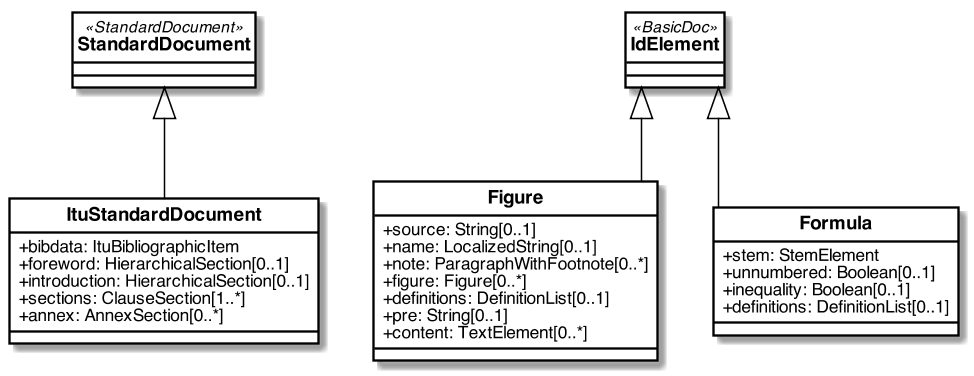 «StandardDocument»
StandardDocument
«BasicDoc»
IdElement
ItuStandardDocument
+bibdata: ItuBibliographicItem
+foreword: HierarchicalSection[0..1]
+introduction: HierarchicalSection[0..1]
+sections: ClauseSection[1..*]
+annex: AnnexSection[0..*]
Figure
+source: String[0..1]
+name: LocalizedString[0..1]
+note: ParagraphWithFootnote[0..*]
+figure: Figure[0..*]
+definitions: DefinitionList[0..1]
+pre: String[0..1]
+content: TextElement[0..*]
Formula
+stem: StemElement
+unnumbered: Boolean[0..1]
+inequality: Boolean[0..1]
+definitions: DefinitionList[0..1]